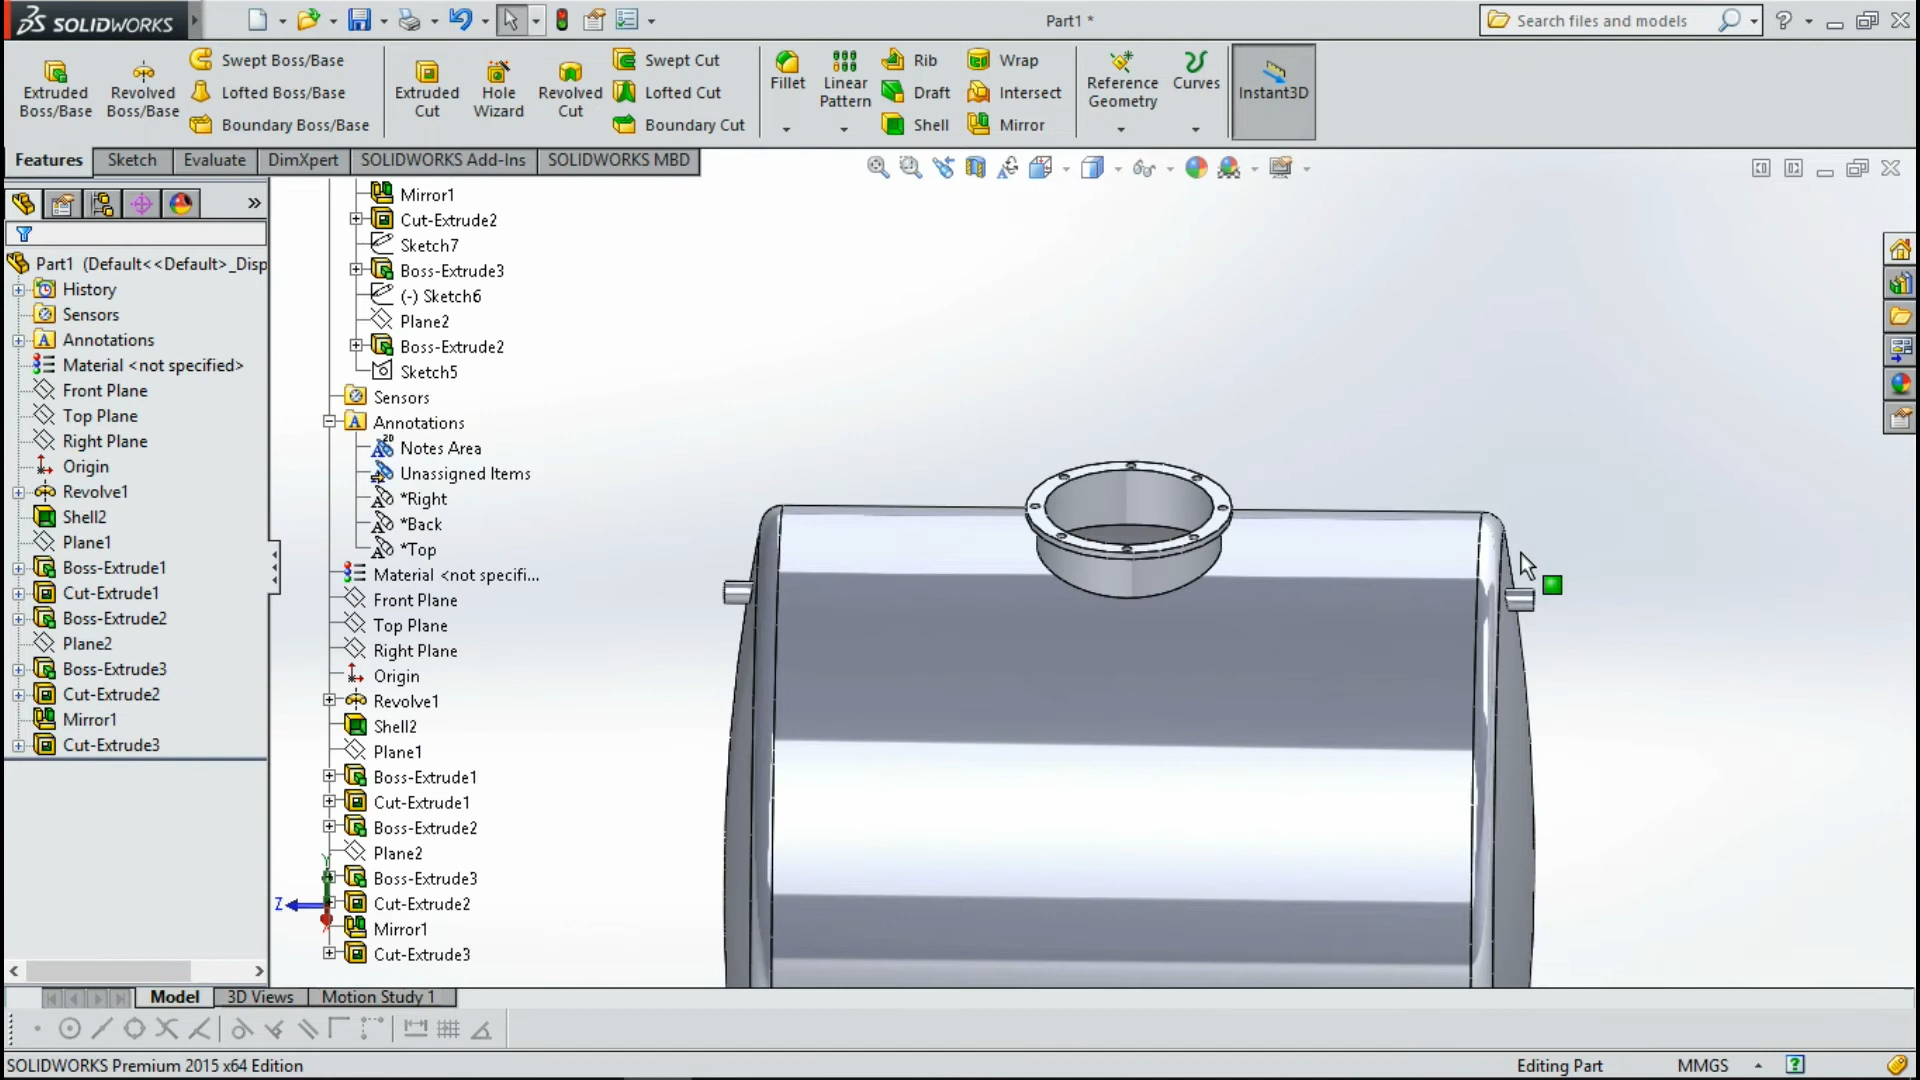 SOLIDWORKS
Part1 *
Search files and models
Extruded Boss/Base
Revolved Boss/Base
Swept Boss/Base
Lofted Boss/Base
Boundary Boss/Base
Extruded Cut
Hole Wizard
Revolved Cut
Swept Cut
Lofted Cut
Boundary Cut
Fillet
Linear Pattern
Rib
Draft
Shell
Wrap
Intersect
Mirror
Reference Geometry
Curves
Instant3D
Features
Sketch
Evaluate
DimXpert
SOLIDWORKS Add-Ins
SOLIDWORKS MBD
Part1 (Default<<Default>_Disp
History
Sensors
Annotations
Material <not specified>
Front Plane
Top Plane
Right Plane
Origin
Revolve1
Shell2
Plane1
Boss-Extrude1
Cut-Extrude1
Boss-Extrude2
Plane2
Boss-Extrude3
Cut-Extrude2
Mirror1
Cut-Extrude3
Mirror1
Cut-Extrude2
Sketch7
Boss-Extrude3
(-) Sketch6
Plane2
Boss-Extrude2
Sketch5
Sensors
Annotations
Notes Area
Unassigned Items
*Right
*Back
*Top
Material <not specifi...
Front Plane
Top Plane
Right Plane
Origin
Revolve1
Shell2
Plane1
Boss-Extrude1
Cut-Extrude1
Boss-Extrude2
Plane2
Boss-Extrude3
Cut-Extrude2
Mirror1
Cut-Extrude3
Z
Model
3D Views
Motion Study 1
SOLIDWORKS Premium 2015 x64 Edition
Editing Part
MMGS